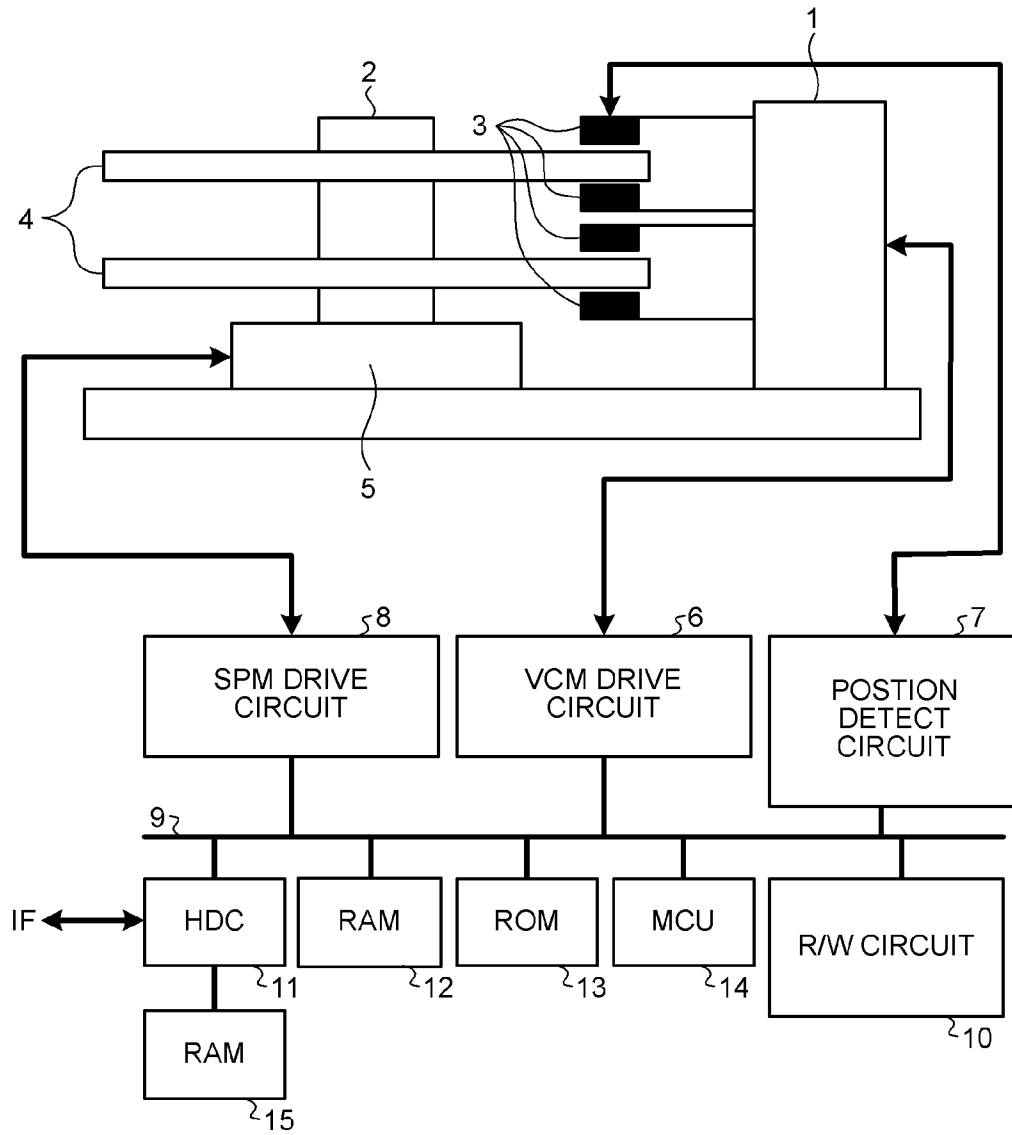 1
2
3
4
5
8
SPM DRIVE
CIRCUIT
6
VCM DRIVE
CIRCUIT
7
POSTION
DETECT
CIRCUIT
9
IF
HDC
11
RAM
12
ROM
13
MCU
14
R/W CIRCUIT
10
RAM
15